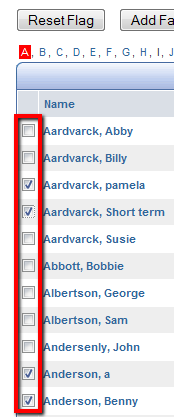 Reset Flag Add Fa
A, B, C, D, E, F, G, H, I, J
Name
Aardvarck, Abby
Aardvarck, Billy
Aardvarck, pamela
Aardvarck, Short term
Aardvarck, Susie
Abbott, Bobbie
Albertson, George
Albertson, Sam
Andersenly, John
Anderson, a
Anderson, Benny